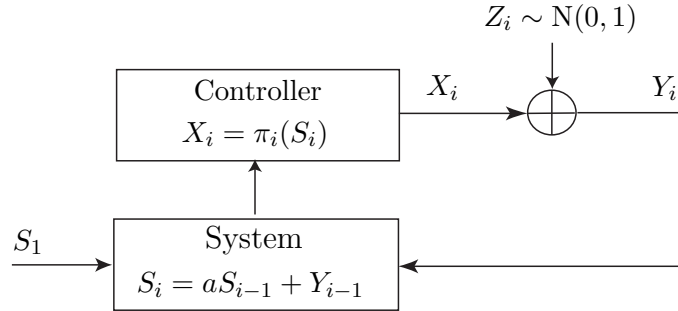 Z_i ∼ N(0, 1)
Controller
X_i = π_i(S_i)
X_i
Y_i
S_1
System
S_i = aS_{i−1} + Y_{i−1}